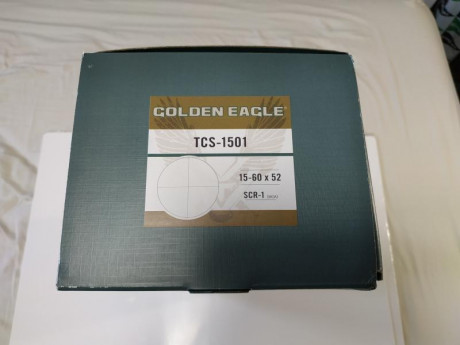 GOLDEN EAGLE
TCS-1501
15-60 x 52
SCR-1